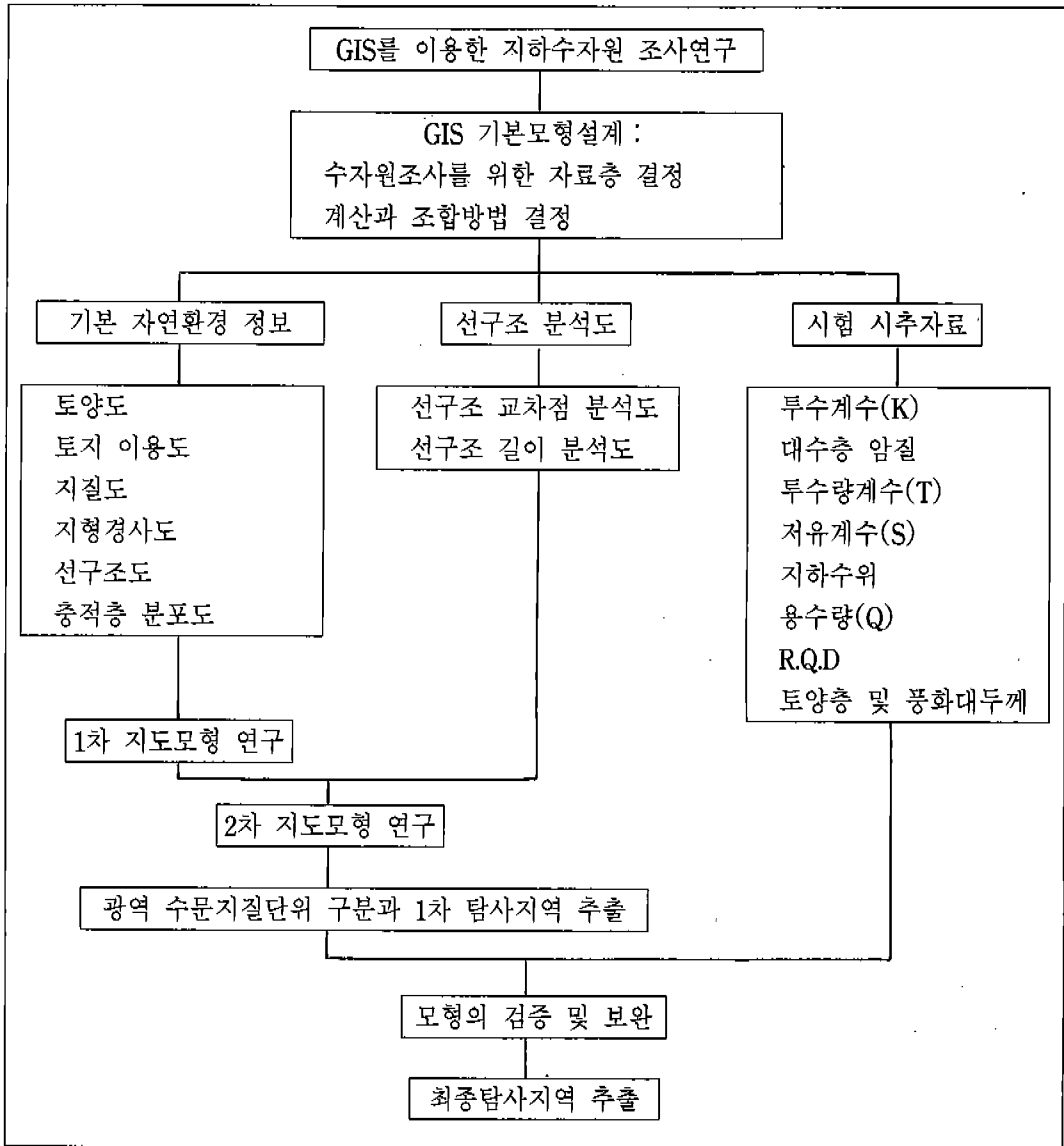 GIS를 이용한 지하수자원 조사연구
GIS 기본모형설계 :
수자원조사를 위한 자료층 결정
계산과 조합방법 결정
기본 자연환경 정보
선구조 분석도
시험 시추자료
토양도
토지 이용도
지질도
지형경사도
선구조도
충적층 분포도
선구조 교차점 분석도
선구조 길이 분석도
투수계수(K)
대수층 암질
투수량계수(T)
저유계수(S)
지하수위
용수량(Q)
R.Q.D
토양층 및 풍화대두께
1차 지도모형 연구
2차 지도모형 연구
광역 수문지질단위 구분과 1차 탐사지역 추출
모형의 검증 및 보완
최종탐사지역 추출